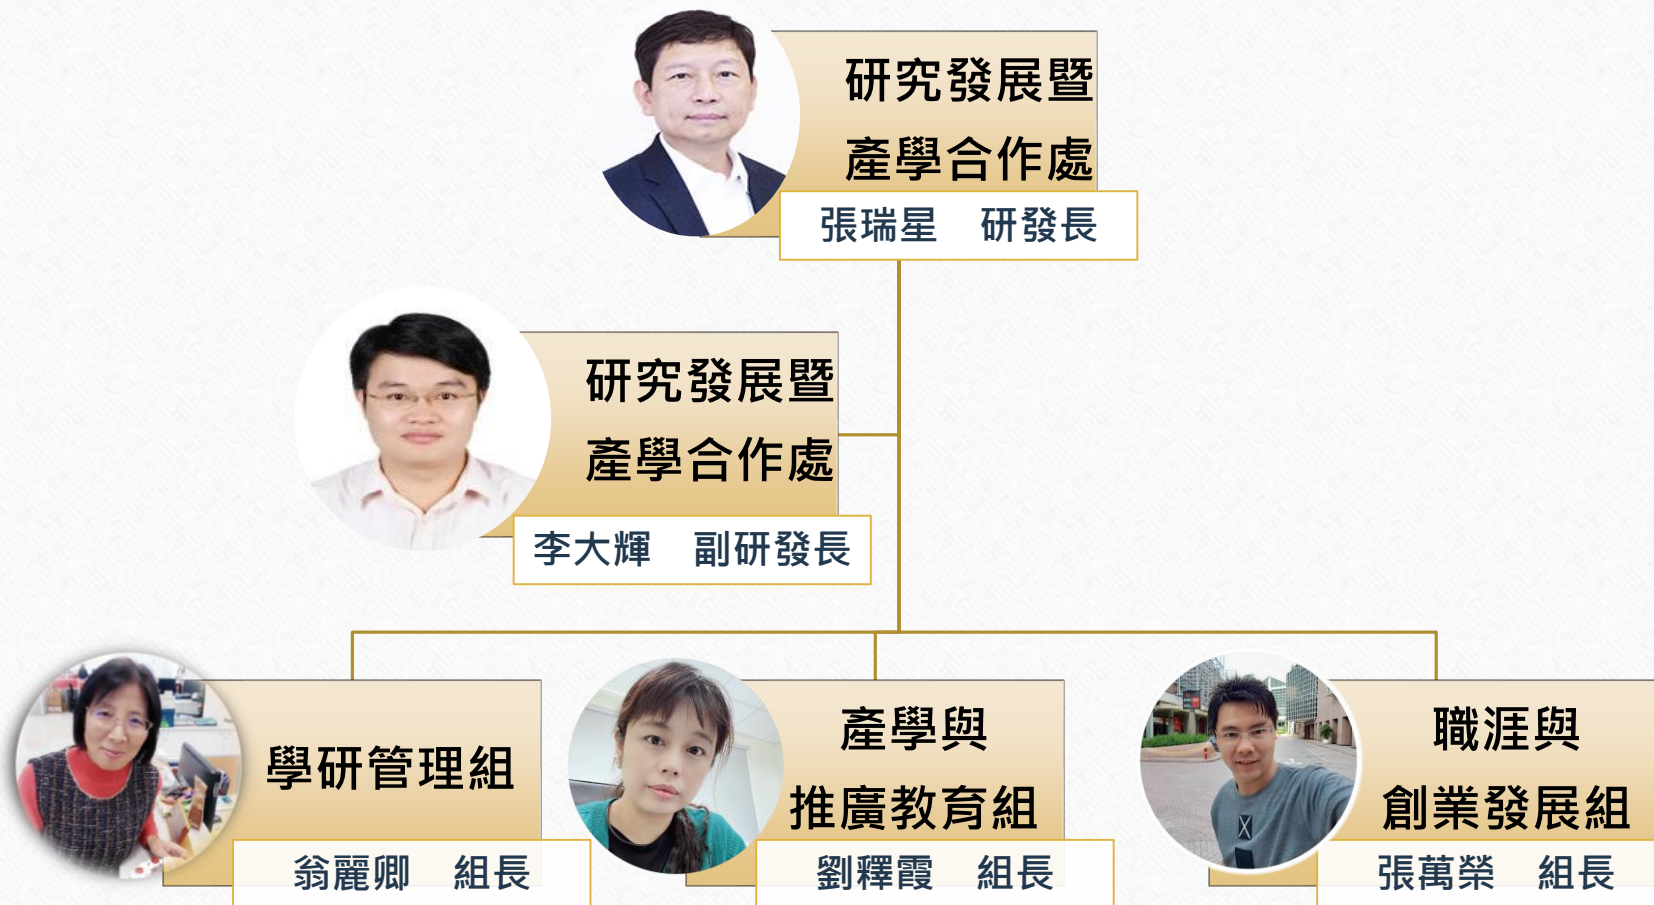 研究發展暨
產學合作處
張瑞星 研發長
研究發展暨
產學合作處
李大輝 副研發長
學研管理組
翁麗卿 組長
產學與
推廣教育組
劉釋霞 組長
職涯與
創業發展組
張萬榮 組長